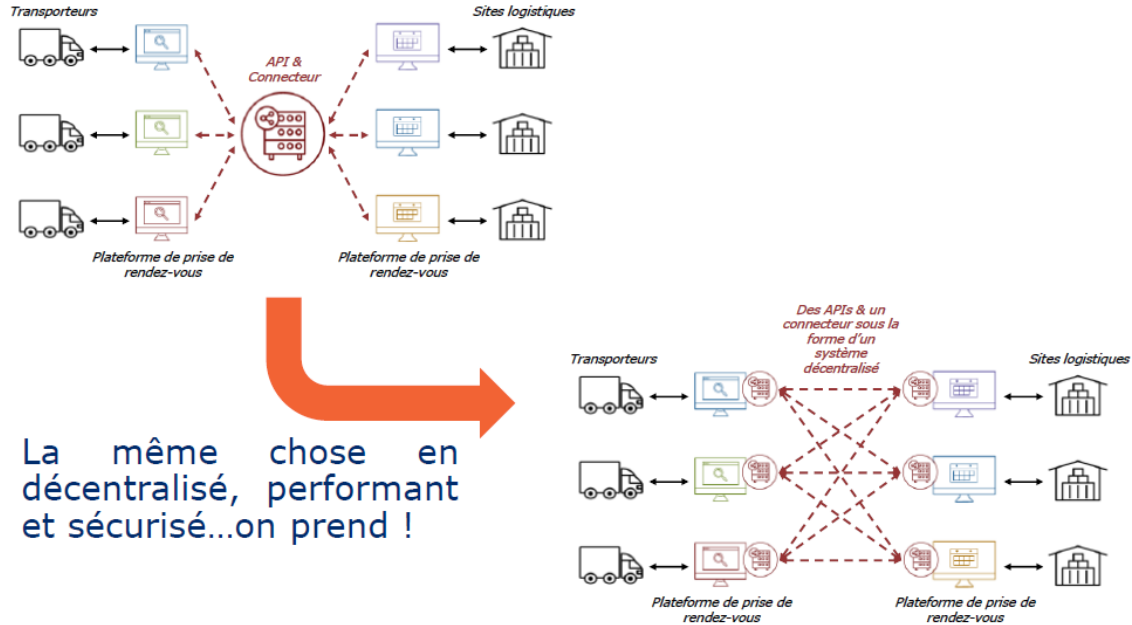 Transporteurs
Sites logistiques
API &
Connecteur
Plateforme de prise de
rendez-vous
Plateforme de prise de
rendez-vous
Des APIs & un
connecteur sous la
forme d'un
système
décentralisé
Transporteurs
Sites logistiques
La même chose en
décentralisé, performant
et sécurisé...on prend !
Plateforme de prise de
rendez-vous
Plateforme de prise de
rendez-vous